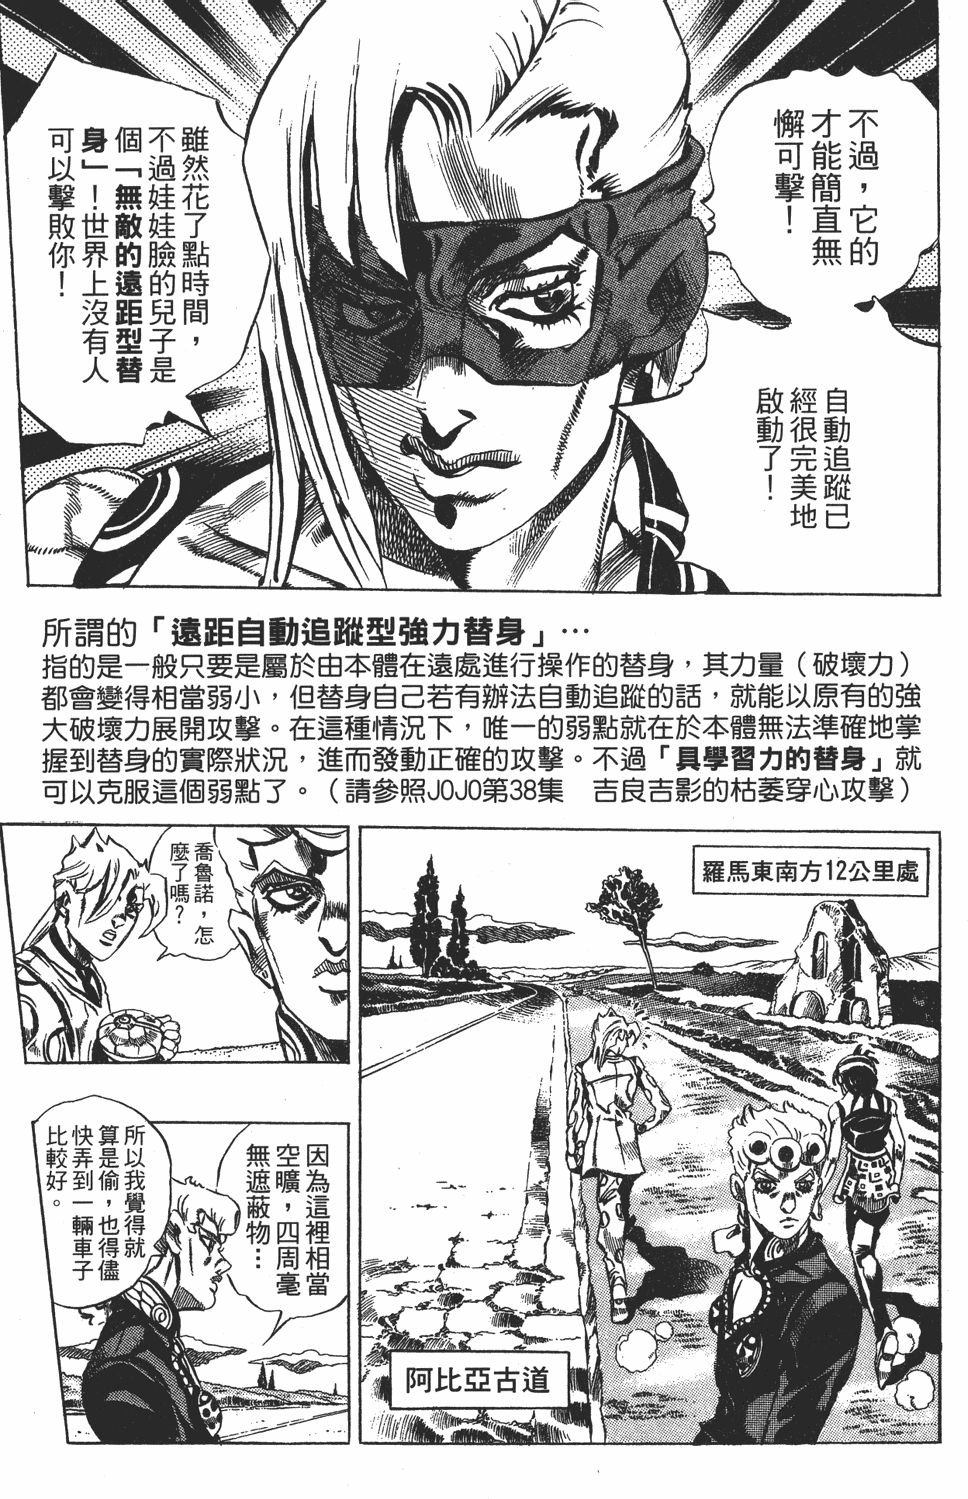 不過，它的
才能簡直無
懈可擊！
自動追蹤已
經很完美地
啟動了！
雖然花了點時間，
不過娃娃臉的兒子是
個「無敵的遠距型替
身」！世界上沒有人
可以擊敗你！
所謂的「遠距自動追蹤型強力替身」…
指的是一般只要是屬於由本體在遠處進行操作的替身，其力量（破壞力）
都會變得相當弱小，但替身自己若有辦法自動追蹤的話，就能以原有的強
大破壞力展開攻擊。在這種情況下，唯一的弱點就在於本體無法準確地掌
握到替身的實際狀況，進而發動正確的攻擊。不過「具學習力的替身」就
可以克服這個弱點了。（請參照JOJO第38集　吉良吉影的枯萎穿心攻擊）
羅馬東南方12公里處
阿比亞古道
喬魯諾，怎
麼了嗎？
因為這裡相當
空曠，四周毫
無遮蔽物…
所以我覺得就
算是偷，也得儘
快弄到一輛車子
比較好。